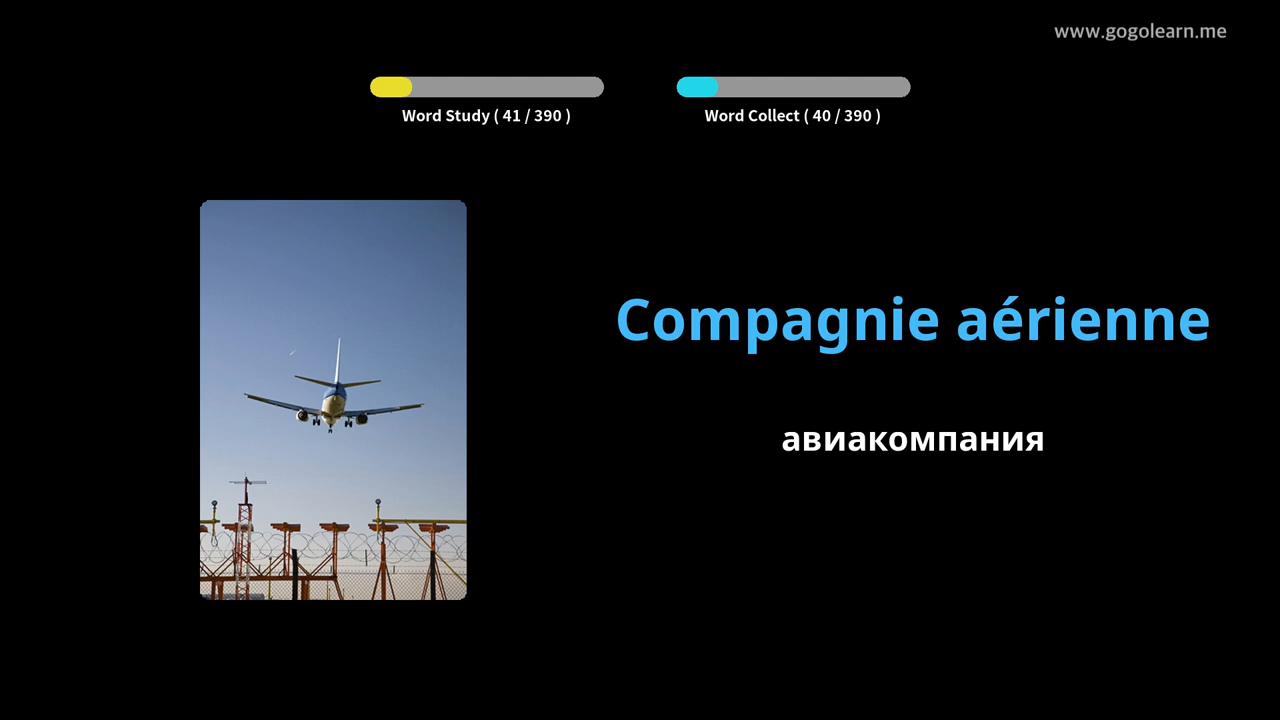 www.gogolearn.me
Word Study ( 41 / 390 )
Word Collect ( 40 / 390 )
Compagnie aérienne
авиакомпания